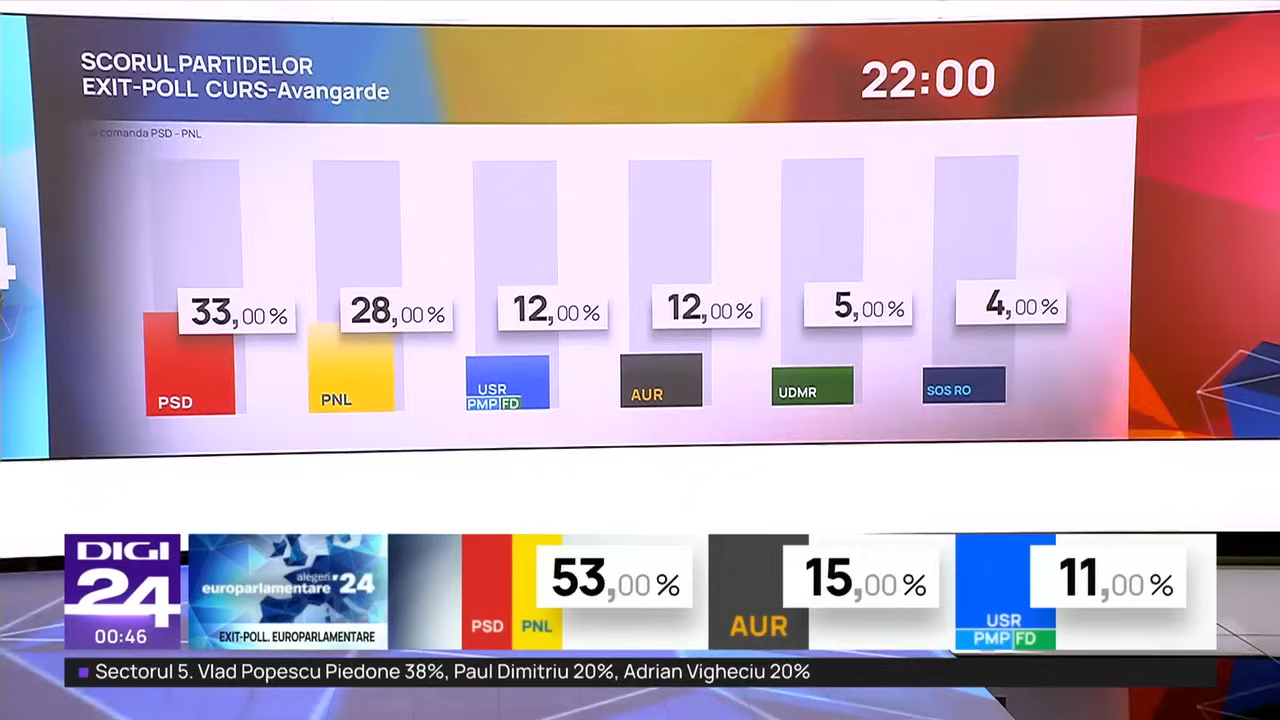 SCORUL PARTIDELOR
EXIT-POLL CURS-Avangarde
22:00
comanda PSD - PNL
33,00%
28,00%
12,00%
12,00%
5,00%
4,00%
PSD
PNL
USR
PMP FD
AUR
UDMR
SOS RO
DIGI
24
00:46
alegeri
europarlamentare '24
EXIT-POLL. EUROPARLAMENTARE
PSD
PNL
53,00%
AUR
15,00%
USR
PMP FD
11,00%
Sectorul 5. Vlad Popescu Piedone 38%, Paul Dimitriu 20%, Adrian Vigheciu 20%